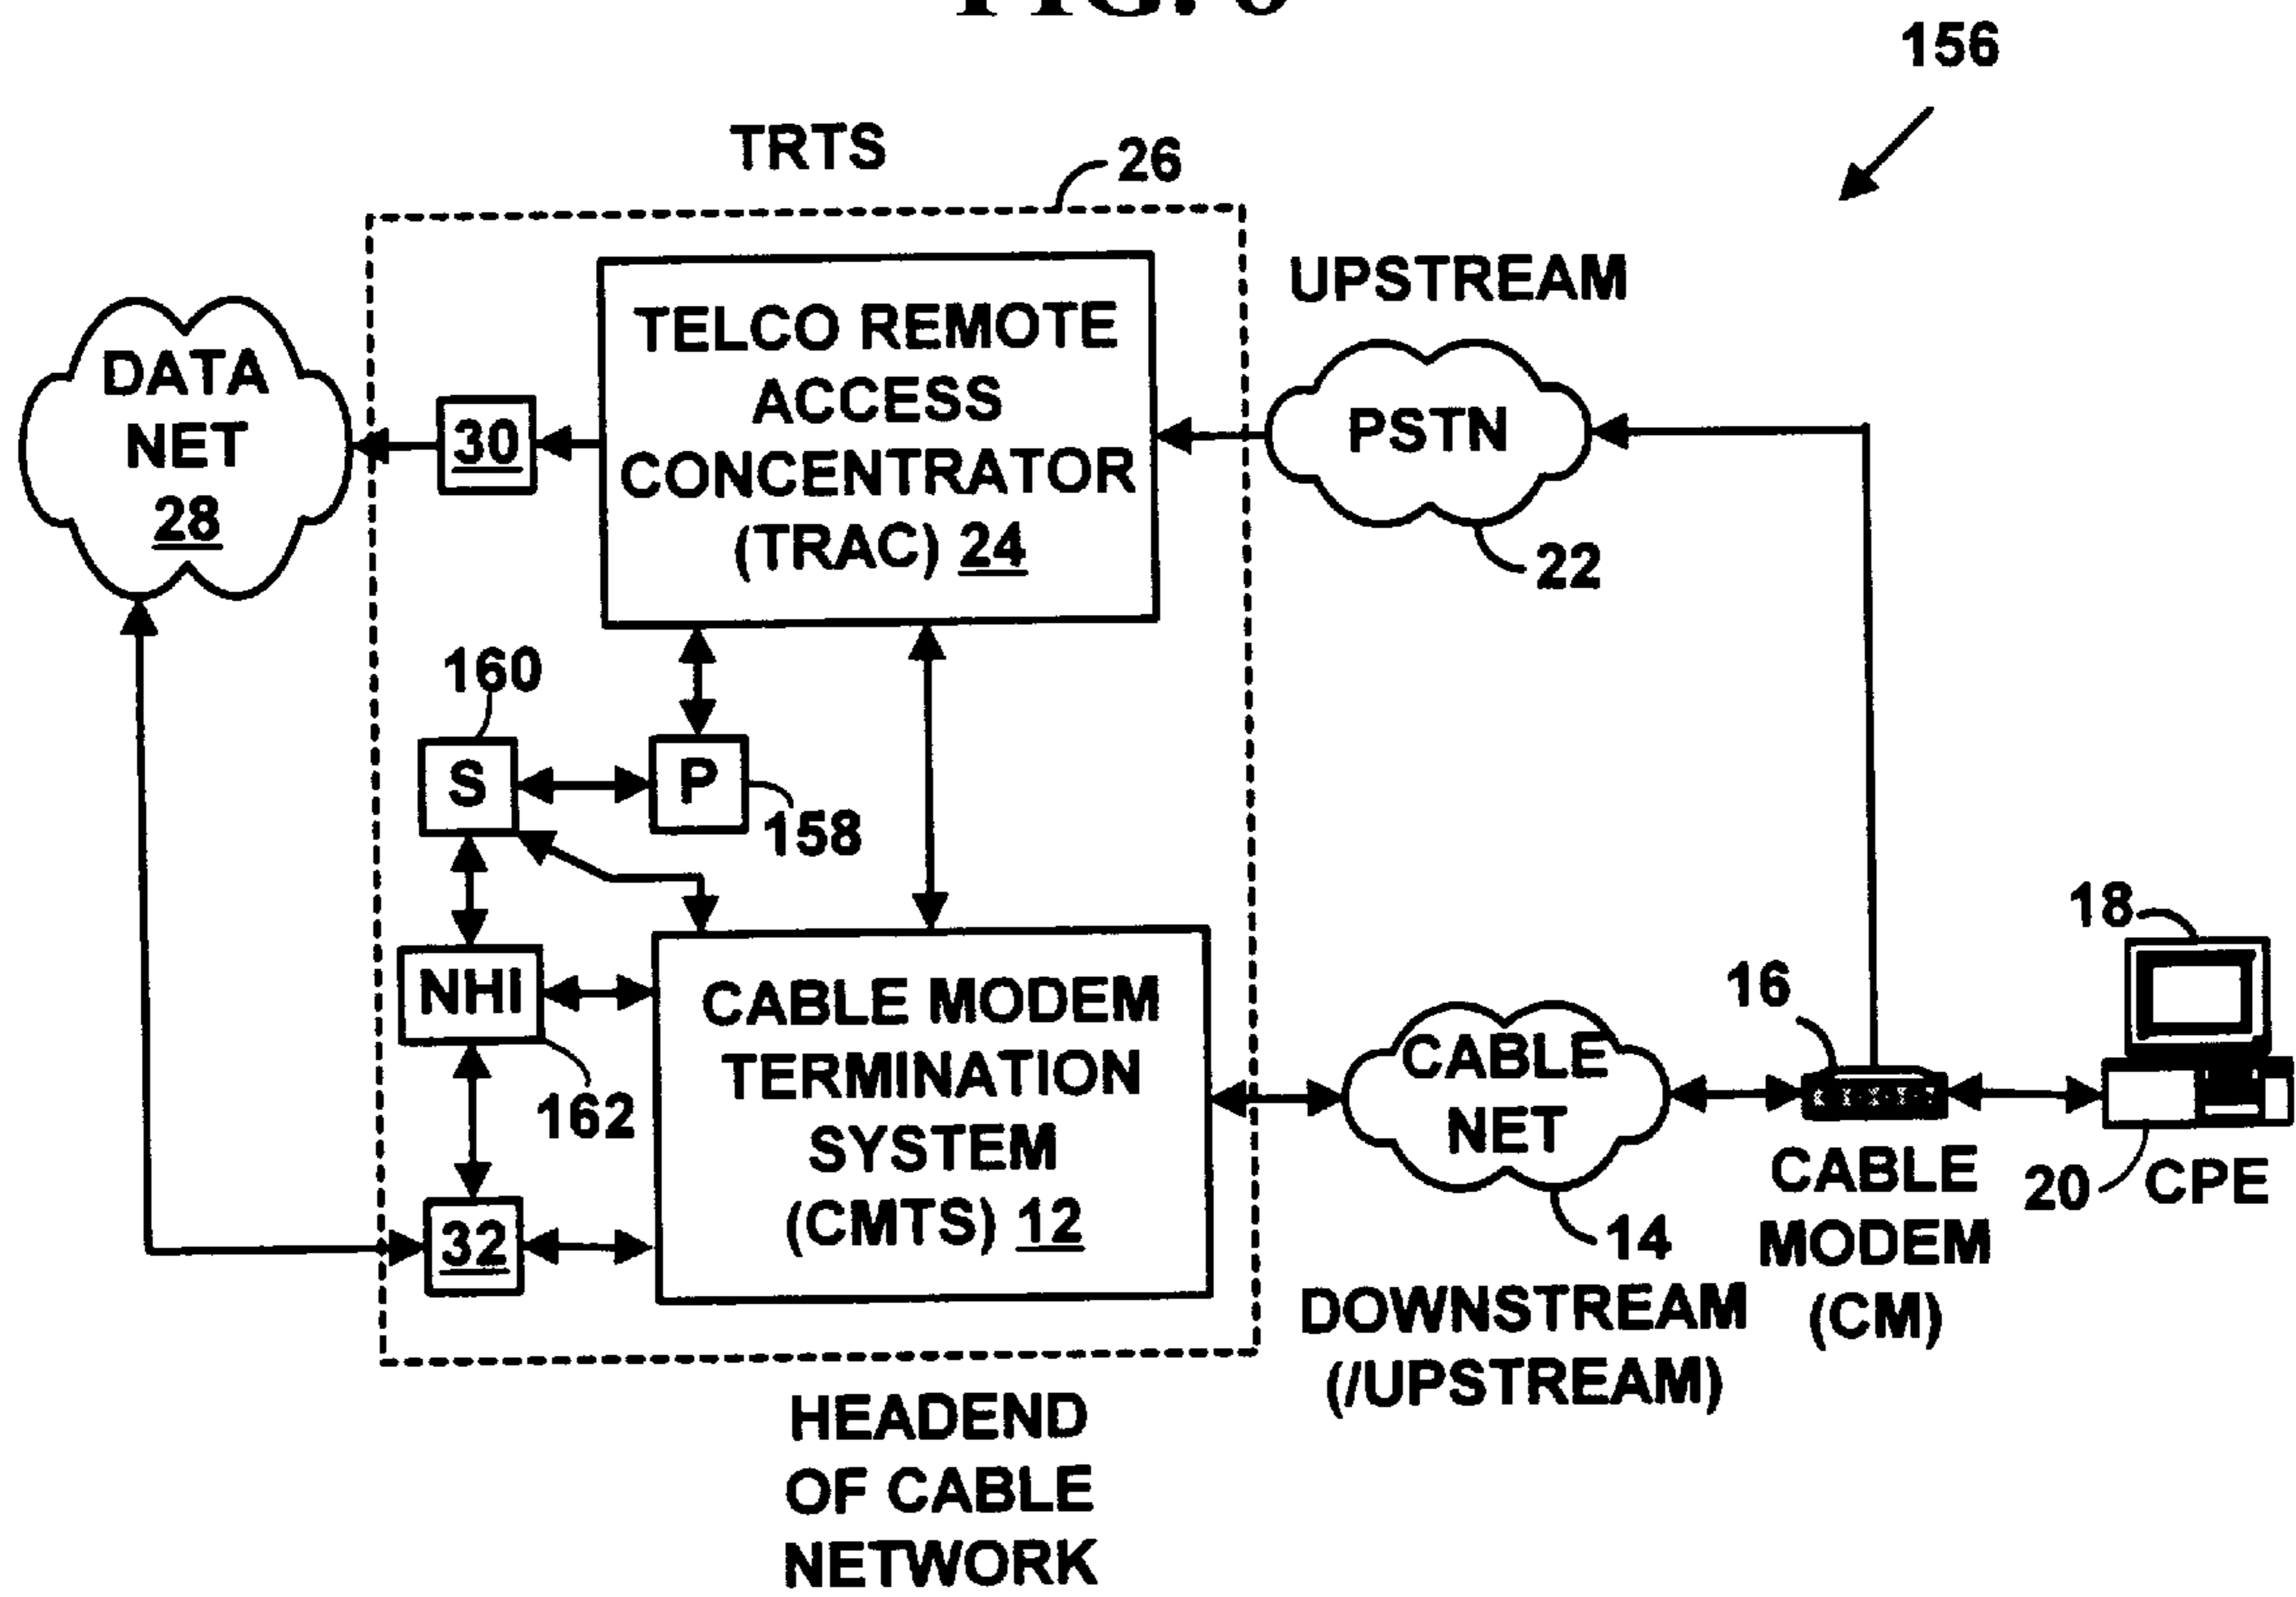 156
TRTS
26
UPSTREAM
TELCO REMOTE
ACCESS
CONCENTRATOR
(TRAC) 24
DATA
NET
28
30
PSTN
22
160
S
P
158
NHI
162
32
CABLE MODEM
TERMINATION
SYSTEM
(CMTS) 12
CABLE
NET
14
DOWNSTREAM
(/UPSTREAM)
16
CABLE
MODEM
(CM)
18
20
CPE
HEADEND
OF CABLE
NETWORK